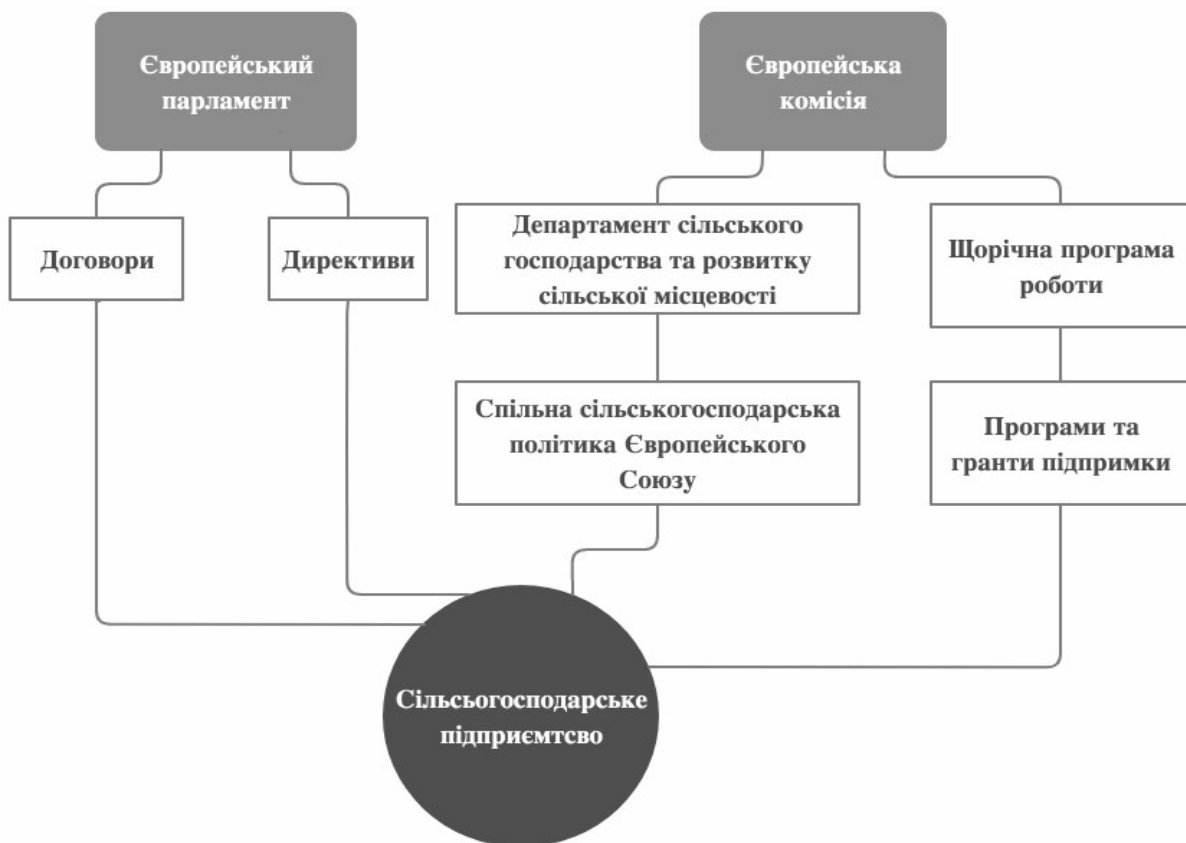 Європейський
парламент
Європейська
комісія
Договори
Директиви
Департамент сільського
господарства та розвитку
сільської місцевості
Щорічна програма
роботи
Спільна сільськогосподарська
політика Європейського
Союзу
Програми та
гранти підпримки
Сільсьогосподарське
підприємтсво